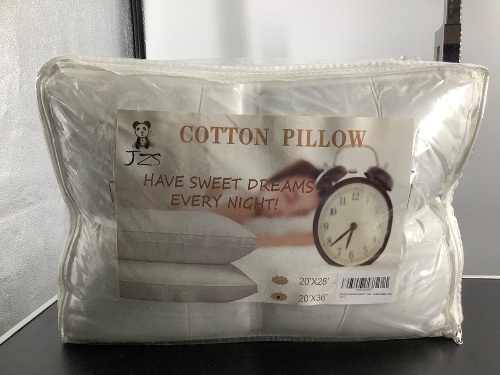 COTTON PILLOW
JZS
HAVE SWEET DREAMS
EVERY NIGHT!
20'X28'
20'X36'